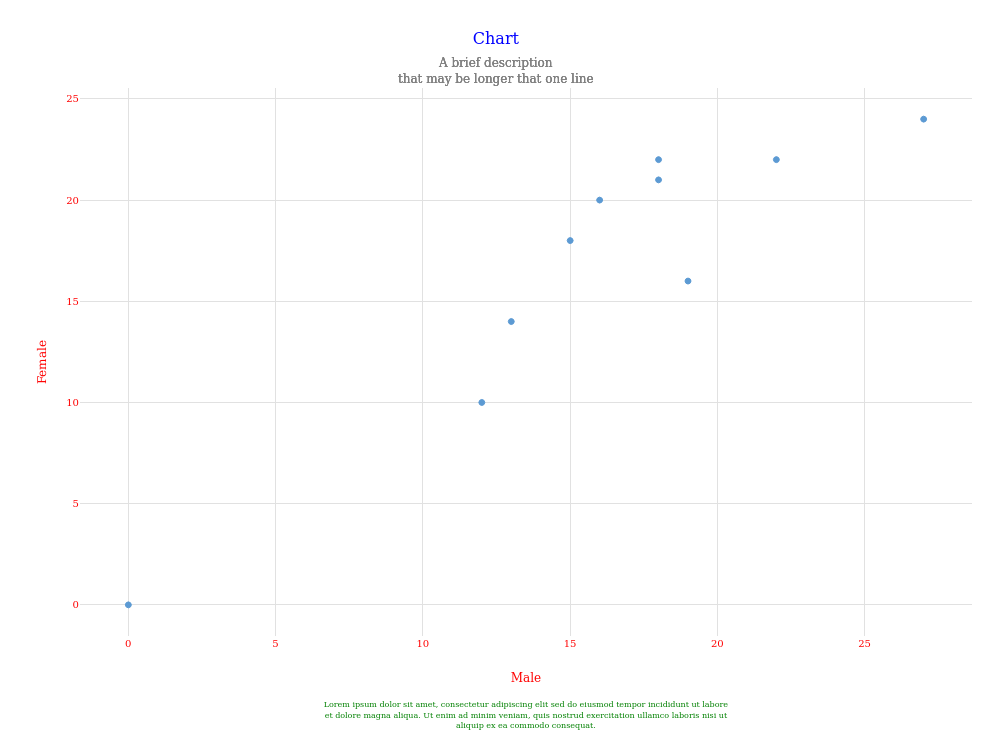 Chart
A brief description
that may be longer that one line
25
20
15
10
5
0
Female
0 5 10 15 20 25
Male
Lorem ipsum dolor sit amet, consectetur adipiscing elit sed do eiusmod tempor incididunt ut labore
et dolore magna aliqua. Ut enim ad minim veniam, quis nostrud exercitation ullamco laboris nisi ut
aliquip ex ea commodo consequat.